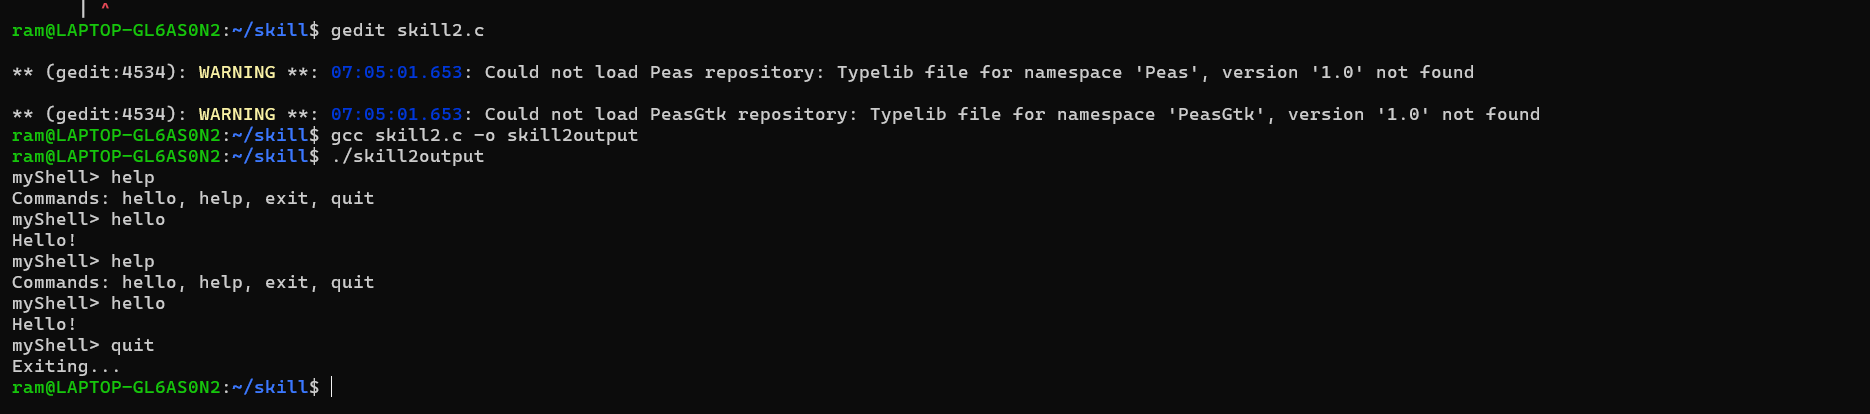 | ^
ram@LAPTOP-GL6AS0N2:~/skill$ gedit skill2.c
** (gedit:4534): WARNING **: 07:05:01.653: Could not load Peas repository: Typelib file for namespace 'Peas', version '1.0' not found
** (gedit:4534): WARNING **: 07:05:01.653: Could not load PeasGtk repository: Typelib file for namespace 'PeasGtk', version '1.0' not found
ram@LAPTOP-GL6AS0N2:~/skill$ gcc skill2.c -o skill2output
ram@LAPTOP-GL6AS0N2:~/skill$ ./skill2output
myShell> help
Commands: hello, help, exit, quit
myShell> hello
Hello!
myShell> help
Commands: hello, help, exit, quit
myShell> hello
Hello!
myShell> quit
Exiting...
ram@LAPTOP-GL6AS0N2:~/skill$